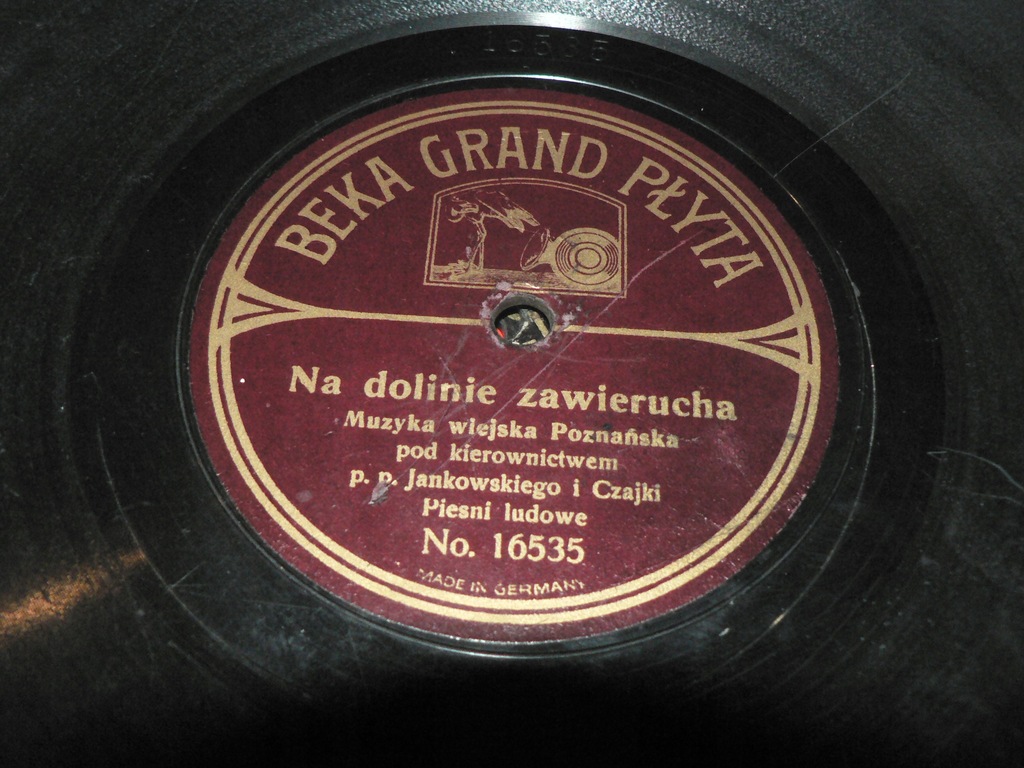 16535
BEKA GRAND PŁYTA
Na dolinie zawierucha
Muzyka wiejska Poznańska
pod kierownictwem
p. p. Jankowskiego i Czajki
Piesni ludowe
No. 16535
MADE IN GERMANY